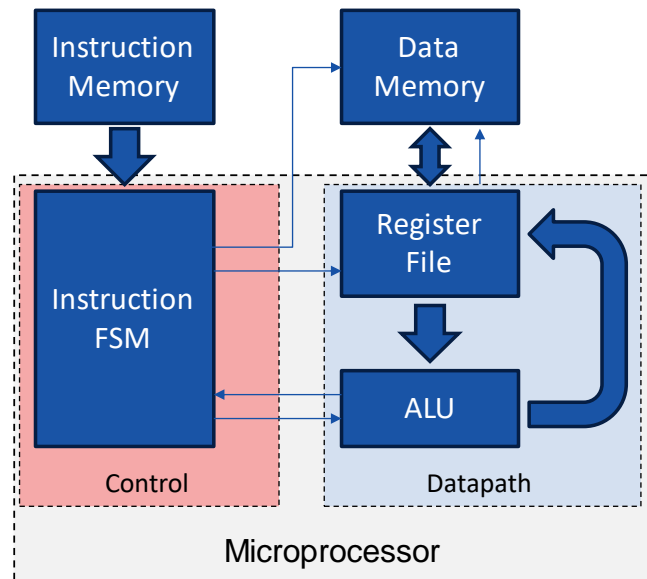 Instruction
Memory
Data
Memory
Instruction
FSM
Register
File
ALU
Control
Datapath
Microprocessor